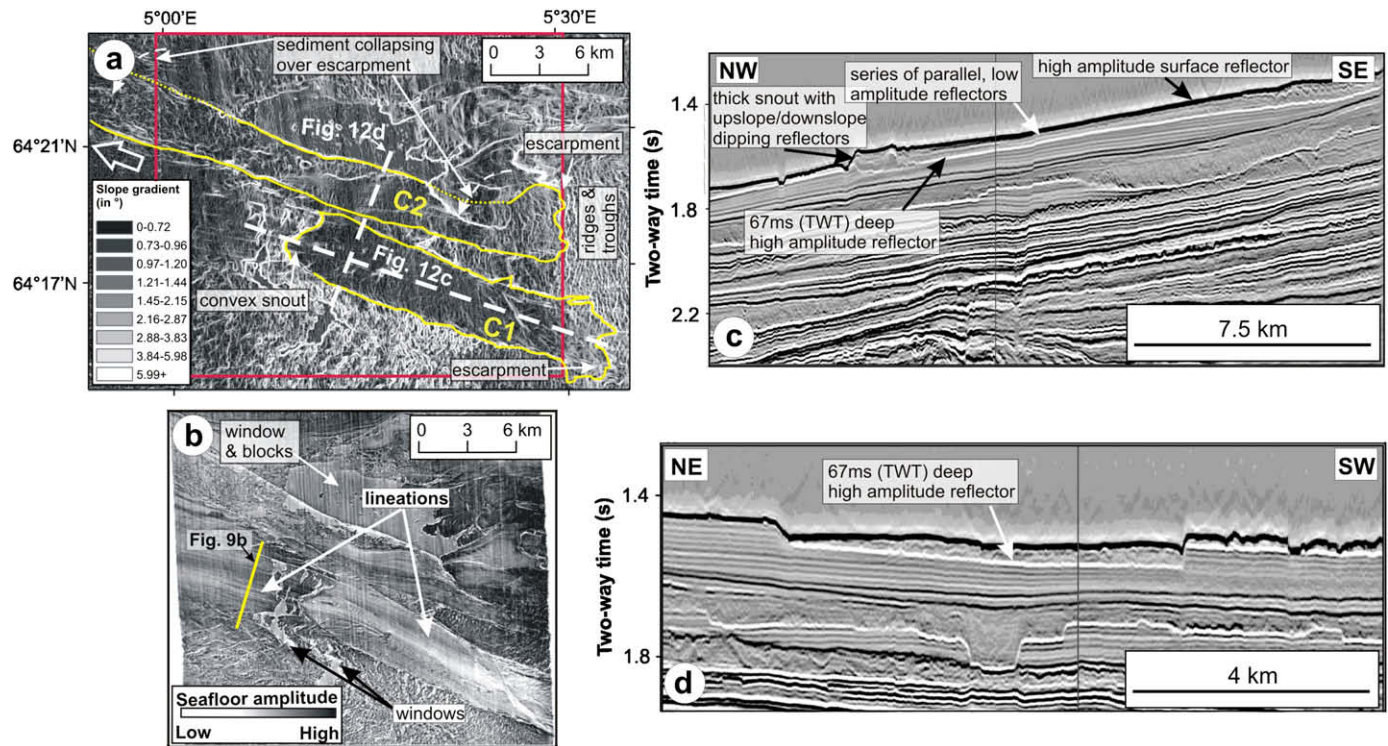 5°00'E
5°30'E
a
sediment collapsing
over escarpment
0 3 6 km
Fig. 12d
escarpment
64°21'N
Slope gradient
(in °)
0-0.72
0.73-0.96
0.97-1.20
1.21-1.44
1.45-2.15
2.16-2.87
2.88-3.83
3.84-5.98
5.99+
C2
ridges &
troughs
64°17'N
Fig. 12c
convex snout
C1
escarpment
5°00'E
5°30'E
b
window
& blocks
0 3 6 km
lineations
Fig. 9b
Seafloor amplitude
Low High
windows
NW
SE
series of parallel, low
amplitude reflectors
high amplitude surface reflector
thick snout with
upslope/downslope
dipping reflectors
1.4
1.8
2.2
Two-way time (s)
67ms (TWT) deep
high amplitude reflector
c
7.5 km
NE
SW
67ms (TWT) deep
high amplitude reflector
1.4
1.8
Two-way time (s)
d
4 km